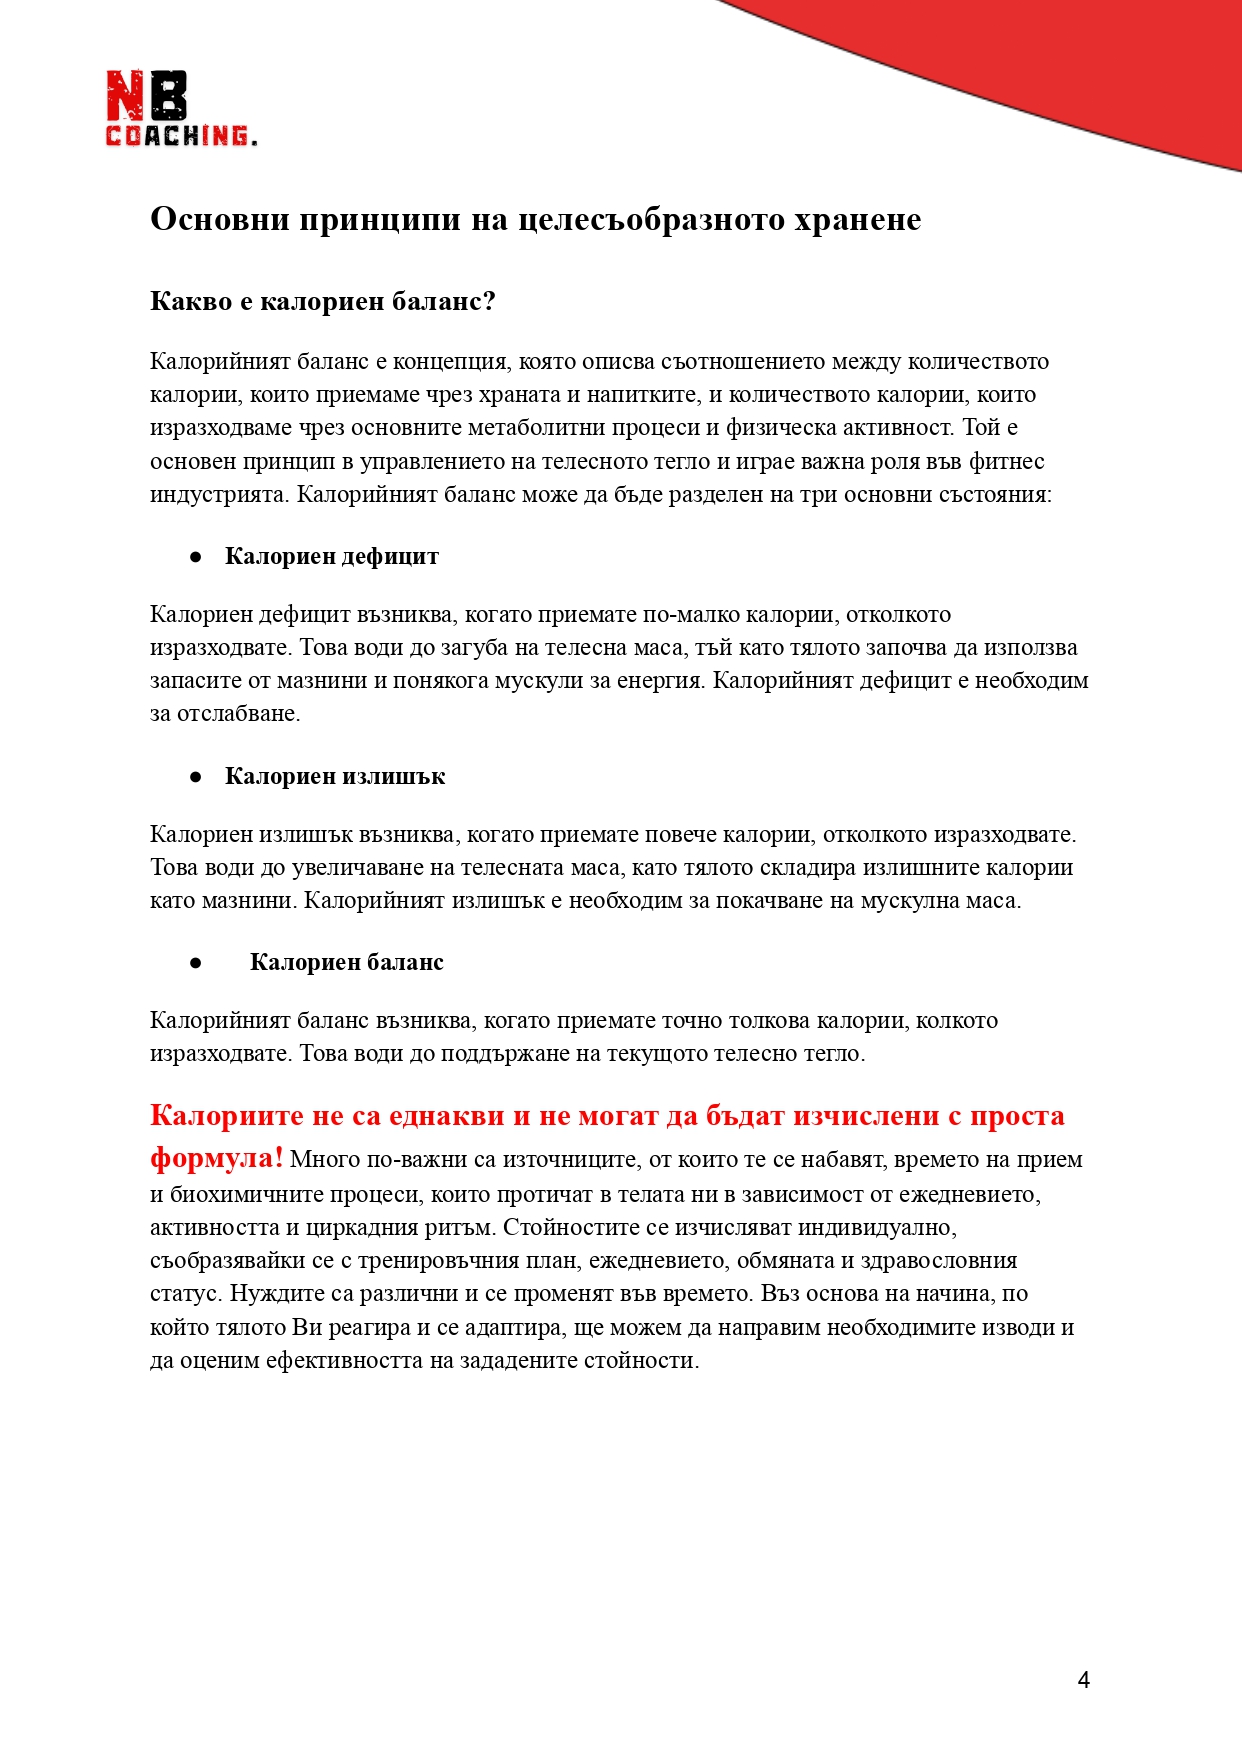 NB
COACHING.
Основни принципи на целесъобразното хранене
Какво е калориен баланс?
Калорийният баланс е концепция, която описва съотношението между количеството
калории, които приемаме чрез храната и напитките, и количеството калории, които
изразходваме чрез основните метаболитни процеси и физическа активност. Той е
основен принцип в управлението на телесното тегло и играе важна роля във фитнес
индустрията. Калорийният баланс може да бъде разделен на три основни състояния:
● Калориен дефицит
Калориен дефицит възниква, когато приемате по-малко калории, отколкото
изразходвате. Това води до загуба на телесна маса, тъй като тялото започва да използва
запасите от мазнини и понякога мускули за енергия. Калорийният дефицит е необходим
за отслабване.
● Калориен излишък
Калориен излишък възниква, когато приемате повече калории, отколкото изразходвате.
Това води до увеличаване на телесната маса, като тялото складира излишните калории
като мазнини. Калорийният излишък е необходим за покачване на мускулна маса.
● Калориен баланс
Калорийният баланс възниква, когато приемате точно толкова калории, колкото
изразходвате. Това води до поддържане на текущото телесно тегло.
Калориите не са еднакви и не могат да бъдат изчислени с проста
формула! Много по-важни са източниците, от които те се набавят, времето на прием
и биохимичните процеси, които протичат в телата ни в зависимост от ежедневието,
активността и циркадния ритъм. Стойностите се изчисляват индивидуално,
съобразявайки се с тренировъчния план, ежедневието, обмяната и здравословния
статус. Нуждите са различни и се променят във времето. Въз основа на начина, по
който тялото Ви реагира и се адаптира, ще можем да направим необходимите изводи и
да оценим ефективността на зададените стойности.
4